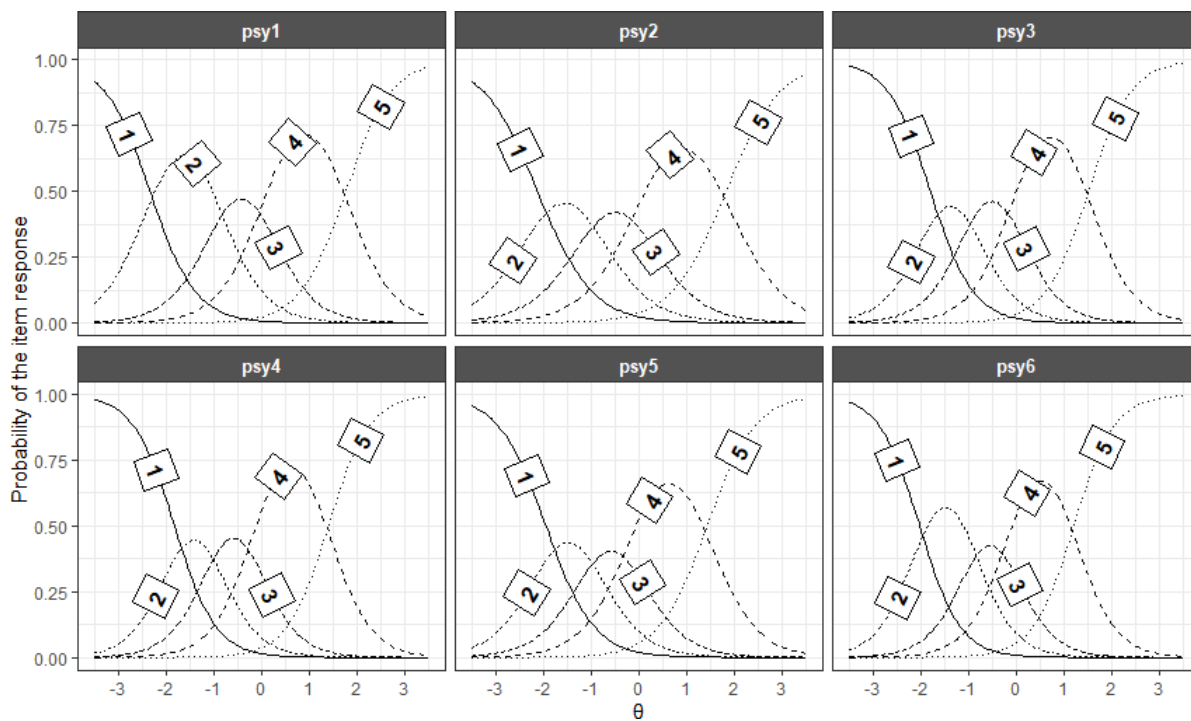 psy1 psy2 psy3
Probability of the item response
1.00
0.75
0.50
0.25
0.00
1 2 3 4 5
1 2 3 4 5
1 2 3 4 5
psy4 psy5 psy6
1.00
0.75
0.50
0.25
0.00
1 2 3 4 5
1 2 3 4 5
1 2 3 4 5
-3 -2 -1 0 1 2 3 -3 -2 -1 0 1 2 3 -3 -2 -1 0 1 2 3
θ